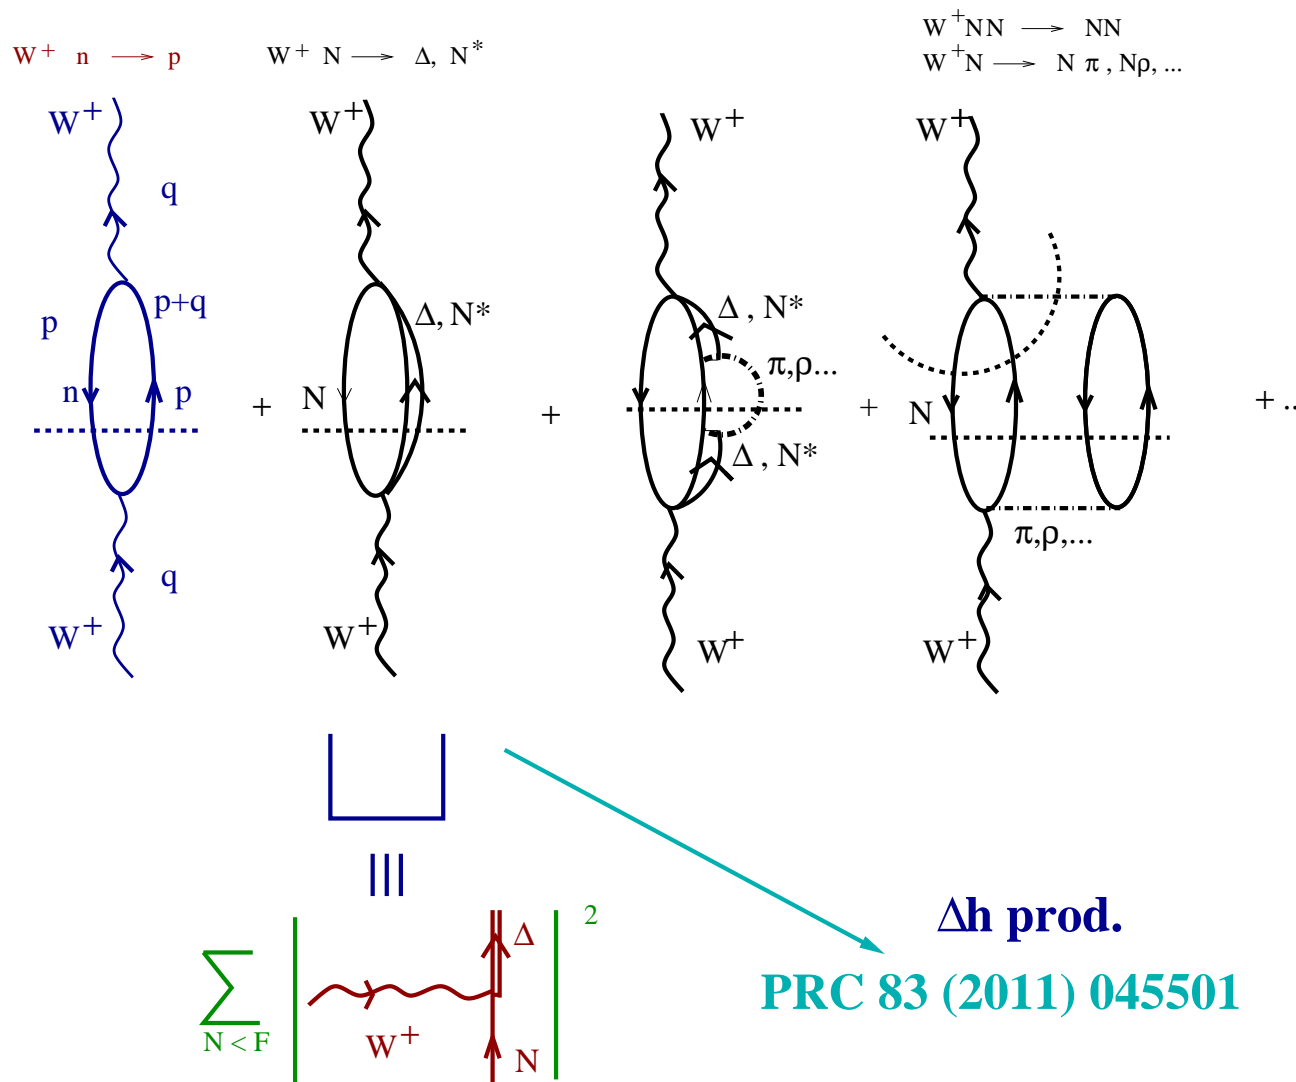 W⁺ n → p
W⁺ N → Δ, N*
W⁺NN → NN
W⁺N → N π , Nρ, ...
W⁺
q
p
p+q
n
p
q
W⁺
+
W⁺
Δ, N*
N
W⁺
+
W⁺
Δ , N*
π,ρ...
Δ , N*
W⁺
+
W⁺
N
π,ρ,...
W⁺
+ ..
Σ
N < F
2
Δ
W⁺
N
Δh prod.
PRC 83 (2011) 045501